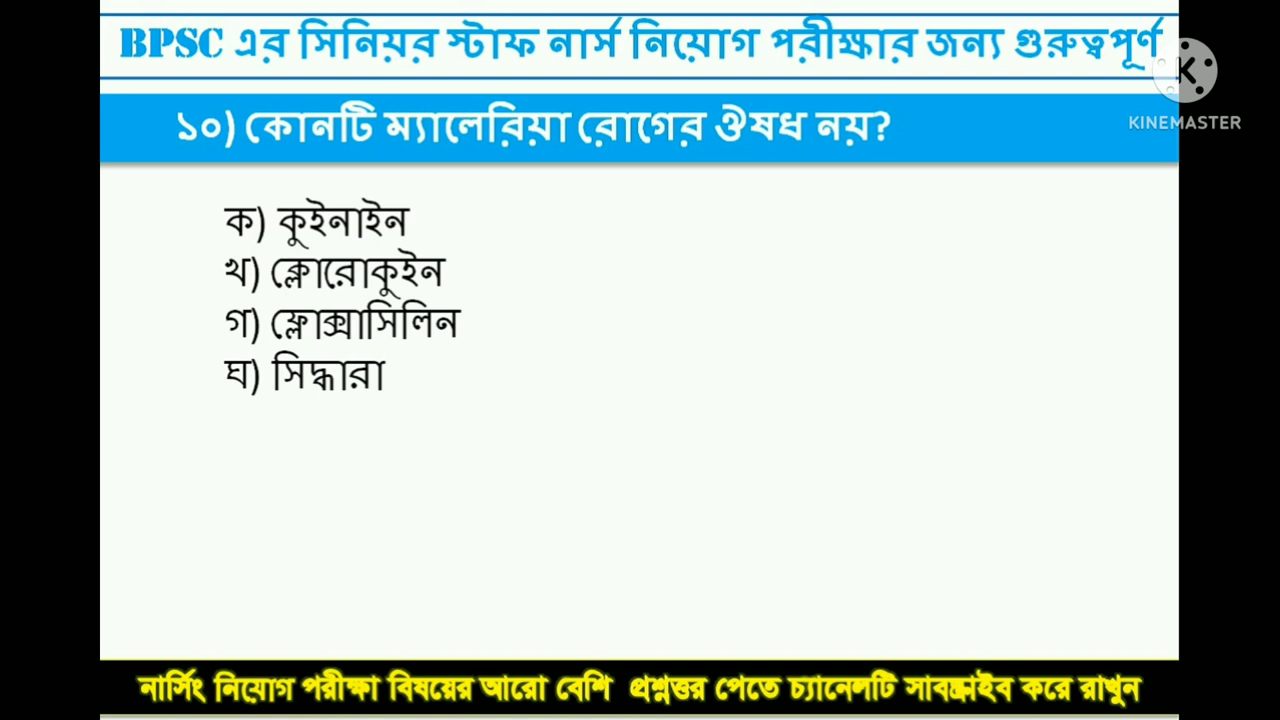 BPSC এর সিনিয়র স্টাফ নার্স নিয়োগ পরীক্ষার জন্য গুরুত্বপূর্ণ
KINEMASTER
১০) কোনটি ম্যালেরিয়া রোগের ঔষধ নয়?
ক) কুইনাইন
খ) ক্লোরোকুইন
গ) ফ্লোক্সাসিলিন
ঘ) সিদ্ধারা
নার্সিং নিয়োগ পরীক্ষা বিষয়ের আরো বেশি প্রশ্নত্তর পেতে চ্যানেলটি সাবস্ক্রাইব করে রাখুন